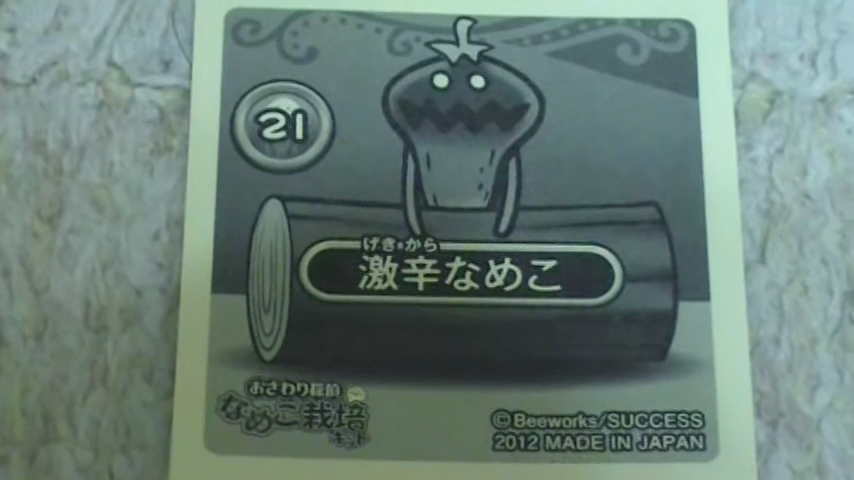 21
げき・から
激辛なめこ
おさわり探偵
なめこ栽培
キット
©Beeworks/SUCCESS
2012 MADE IN JAPAN